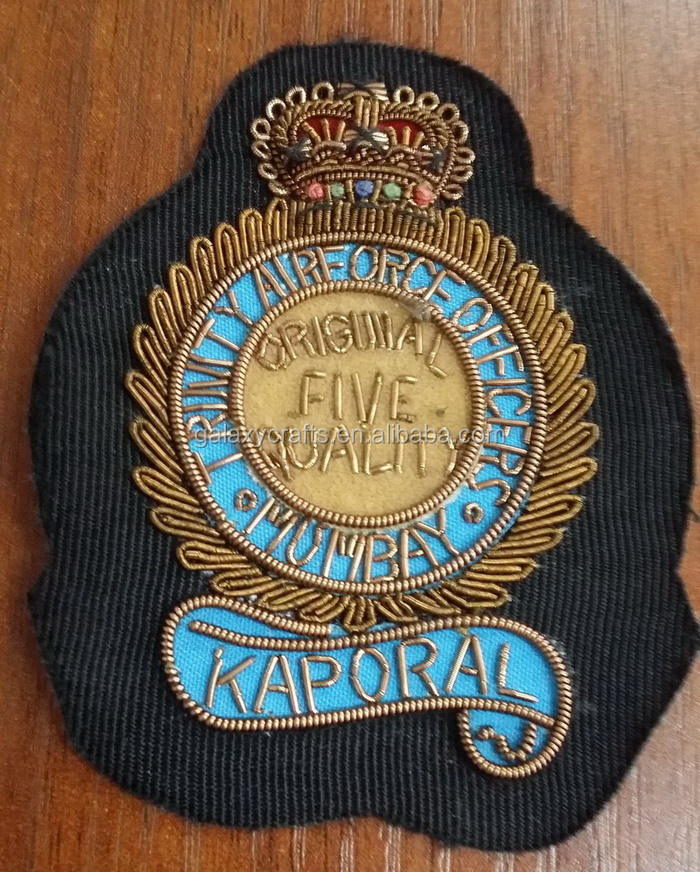 TRINITY AIRFORCE OFFICERS
ORIGINAL
FIVE
QUALITY
galaxycrafts.en.alibaba.com
MUMBAY
KAPORAL